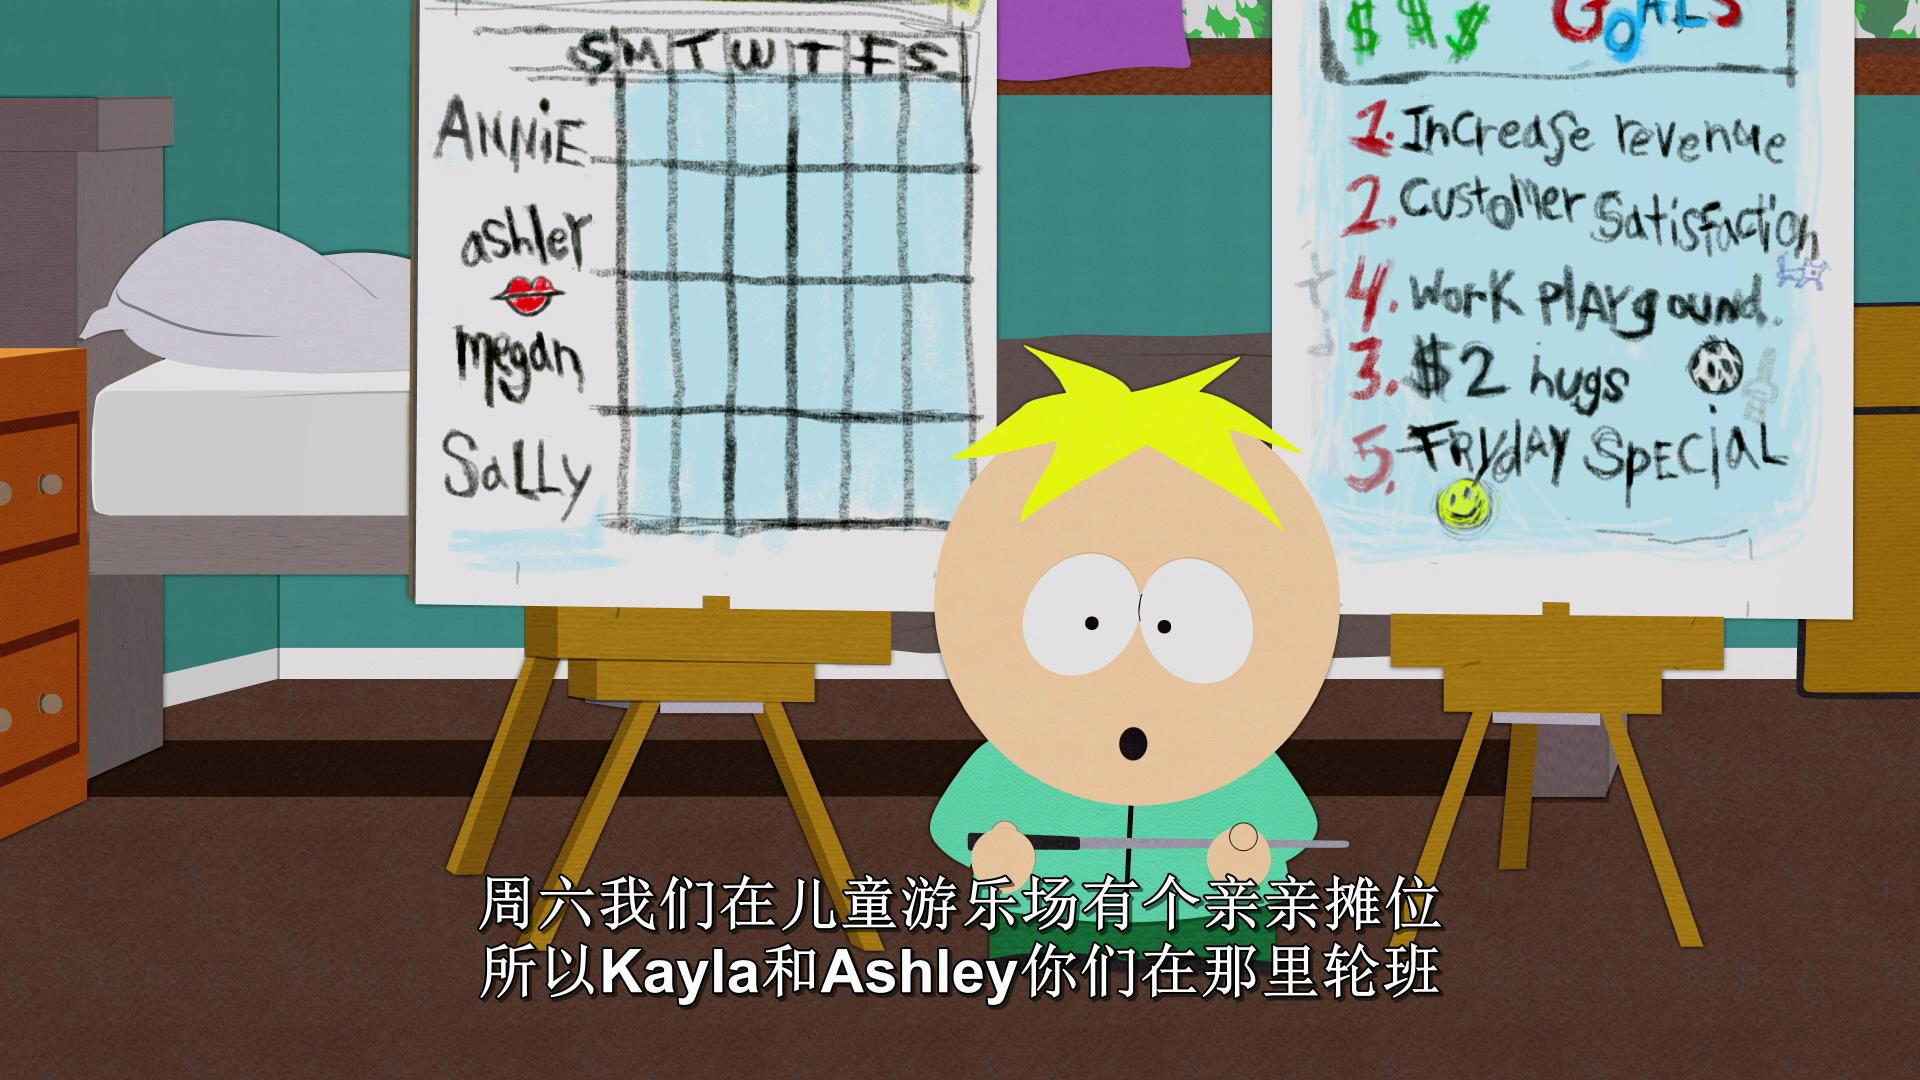 S M T W T F S
ANNiE
ashler
megan
SaLLy
$ $ $ GOALS
1. Increase revenue
2. Customer Satisfaction
4. Work PlAygound.
3. $2 hugs
5. FRyday SpECiaL
周六我们在儿童游乐场有个亲亲摊位
所以Kayla和Ashley你们在那里轮班